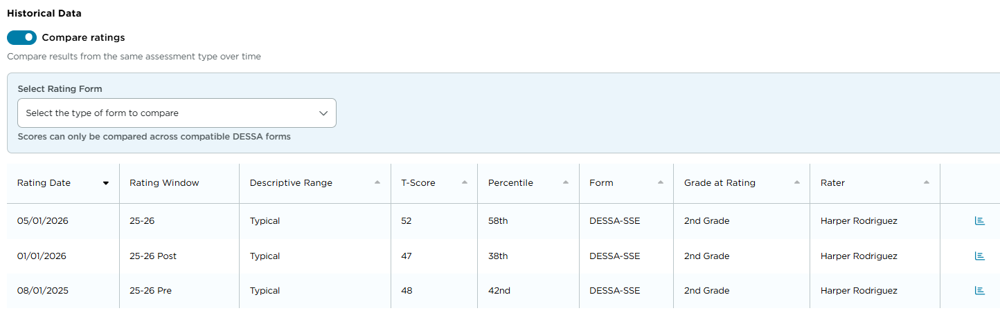 Historical Data
Compare ratings
Compare results from the same assessment type over time
Select Rating Form
Select the type of form to compare
Scores can only be compared across compatible DESSA forms
Rating Date Rating Window Descriptive Range T-Score Percentile Form Grade at Rating Rater
05/01/2026 25-26 Typical 52 58th DESSA-SSE 2nd Grade Harper Rodriguez
01/01/2026 25-26 Post Typical 47 38th DESSA-SSE 2nd Grade Harper Rodriguez
08/01/2025 25-26 Pre Typical 48 42nd DESSA-SSE 2nd Grade Harper Rodriguez